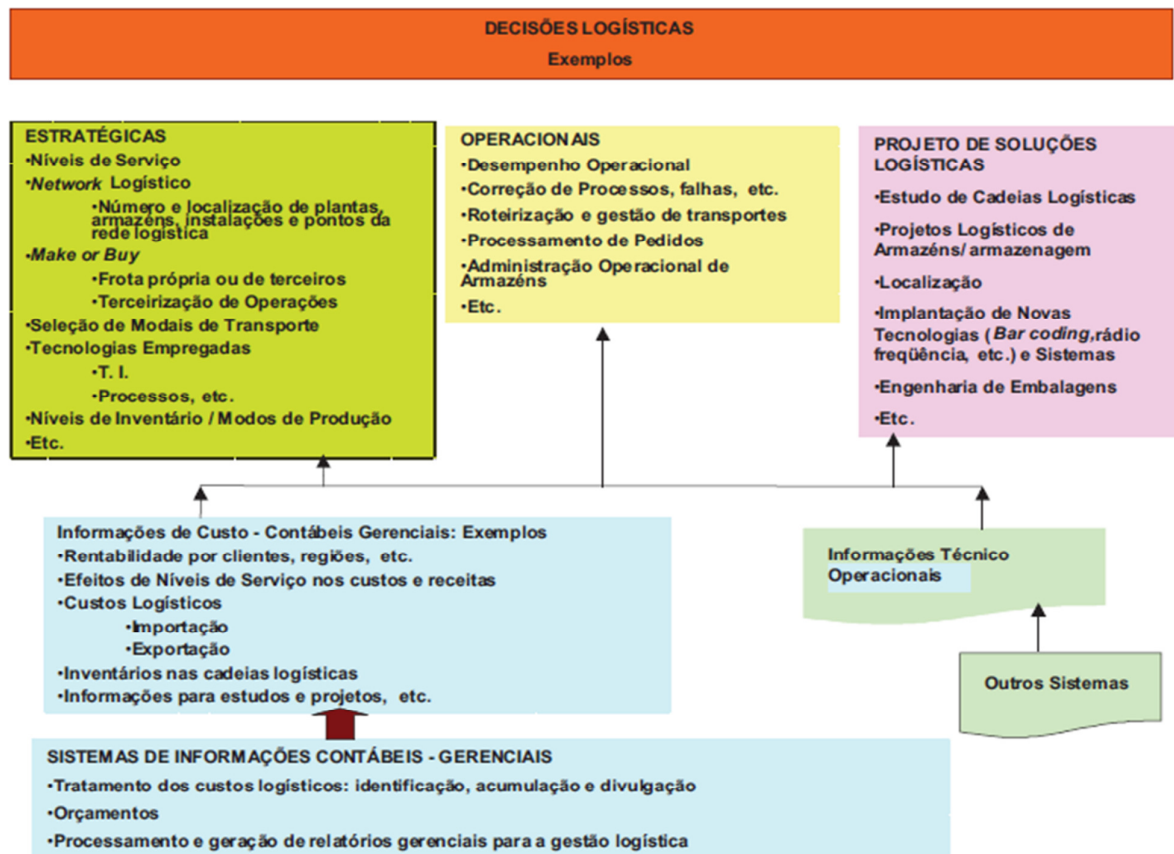 DECISÕES LOGÍSTICAS
Exemplos
ESTRATÉGICAS
•Níveis de Serviço
•Network Logístico
•Número e localização de plantas,
armazéns, instalações e pontos da
rede logística
•Make or Buy
•Frota própria ou de terceiros
•Terceirização de Operações
•Seleção de Modais de Transporte
•Tecnologias Empregadas
•T. I.
•Processos, etc.
•Níveis de Inventário / Modos de Produção
•Etc.
OPERACIONAIS
•Desempenho Operacional
•Correção de Processos, falhas, etc.
•Roteirização e gestão de transportes
•Processamento de Pedidos
•Administração Operacional de
Armazéns
•Etc.
PROJETO DE SOLUÇÕES
LOGÍSTICAS
•Estudo de Cadeias Logísticas
•Projetos Logísticos de
Armazéns/ armazenagem
•Localização
•Implantação de Novas
Tecnologias (Bar coding,rádio
freqüência, etc.) e Sistemas
•Engenharia de Embalagens
•Etc.
Informações de Custo - Contábeis Gerenciais: Exemplos
•Rentabilidade por clientes, regiões, etc.
•Efeitos de Níveis de Serviço nos custos e receitas
•Custos Logísticos
•Importação
•Exportação
•Inventários nas cadeias logísticas
•Informações para estudos e projetos, etc.
Informações Técnico
Operacionais
Outros Sistemas
SISTEMAS DE INFORMAÇÕES CONTÁBEIS - GERENCIAIS
•Tratamento dos custos logísticos: identificação, acumulação e divulgação
•Orçamentos
•Processamento e geração de relatórios gerenciais para a gestão logística